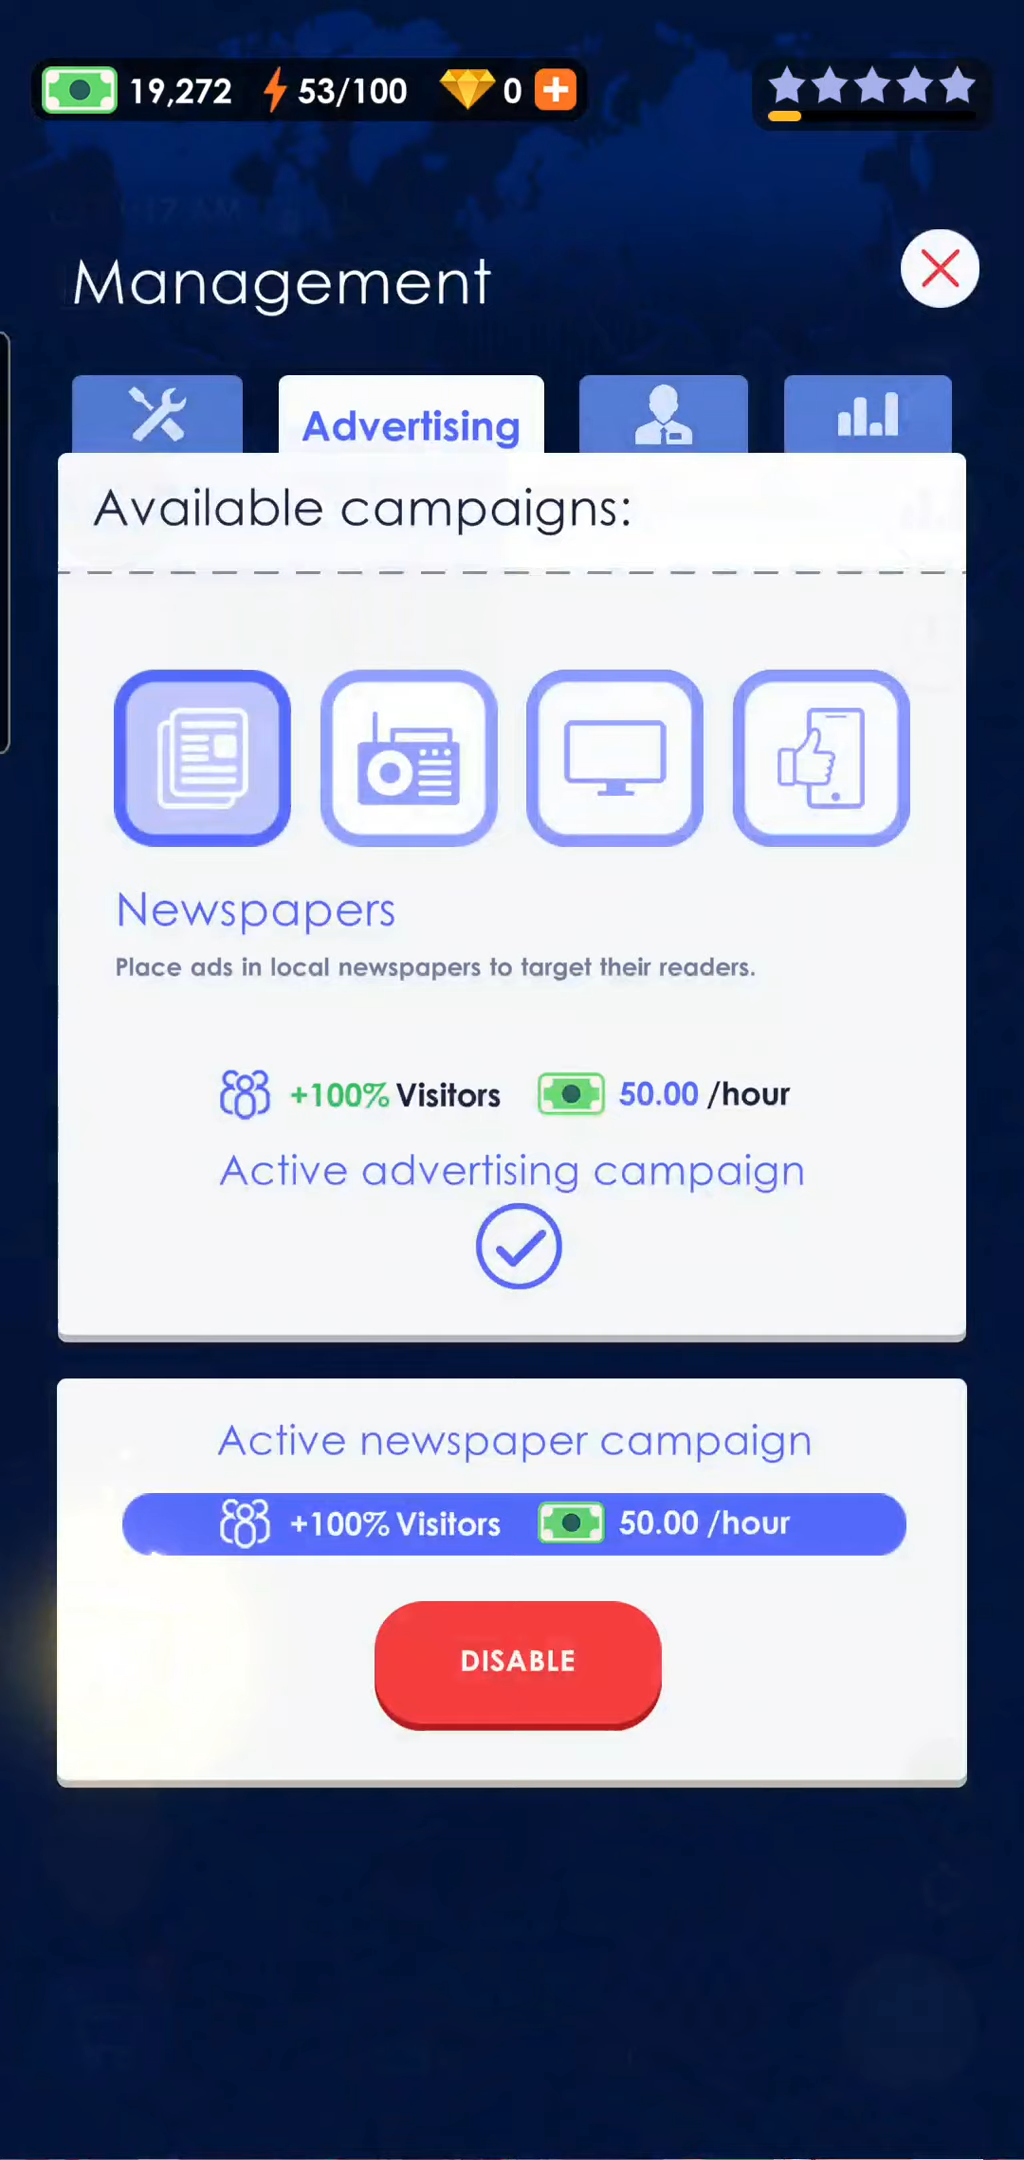 19,272 53/100 0
Management
Advertising
Available campaigns:
Newspapers
Place ads in local newspapers to target their readers.
+100% Visitors 50.00 /hour
Active advertising campaign
Active newspaper campaign
+100% Visitors 50.00 /hour
DISABLE